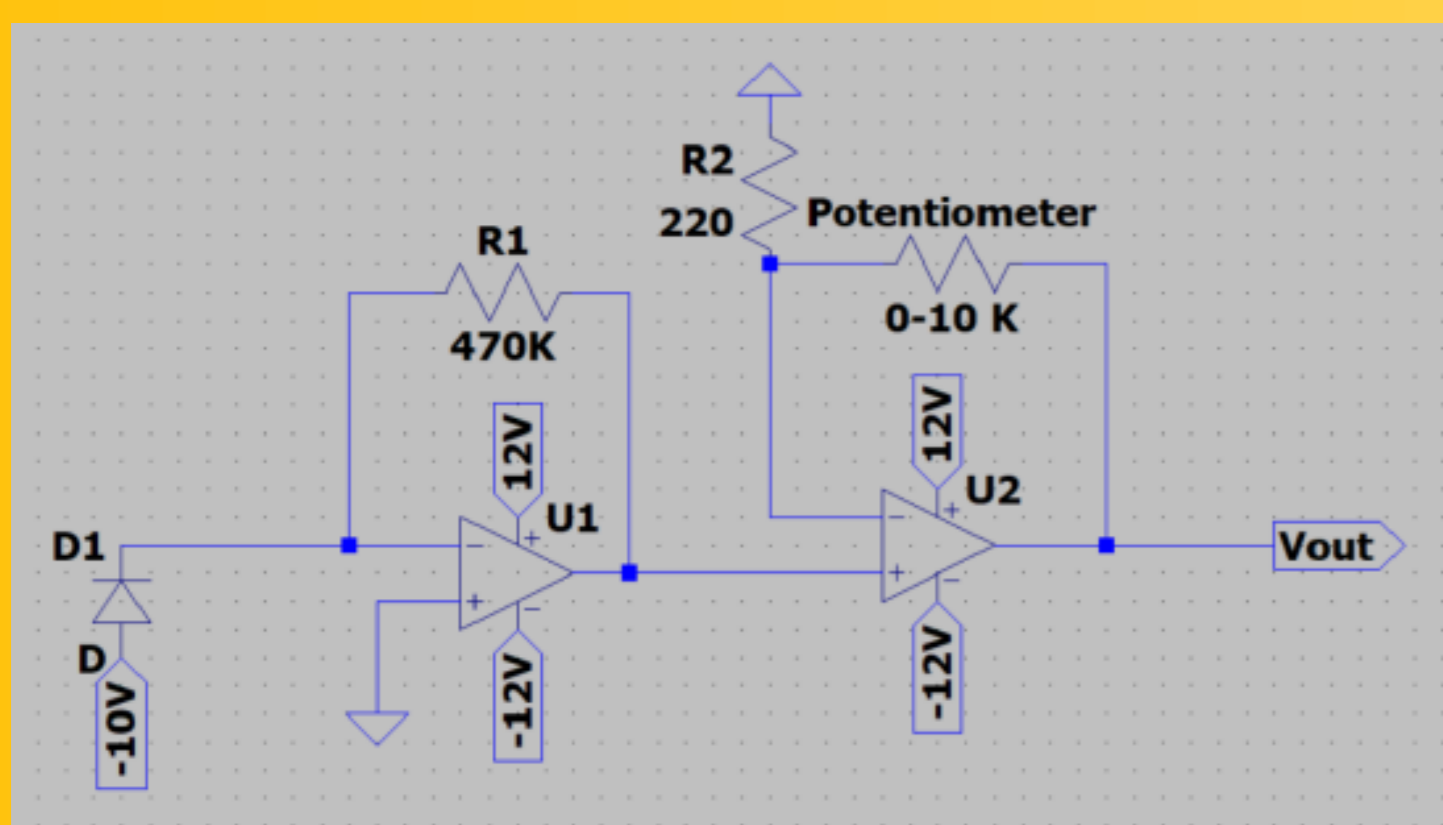 R2
220
Potentiometer
0-10 K
R1
470K
12V
U1
-12V
12V
U2
-12V
D1
D
-10V
Vout